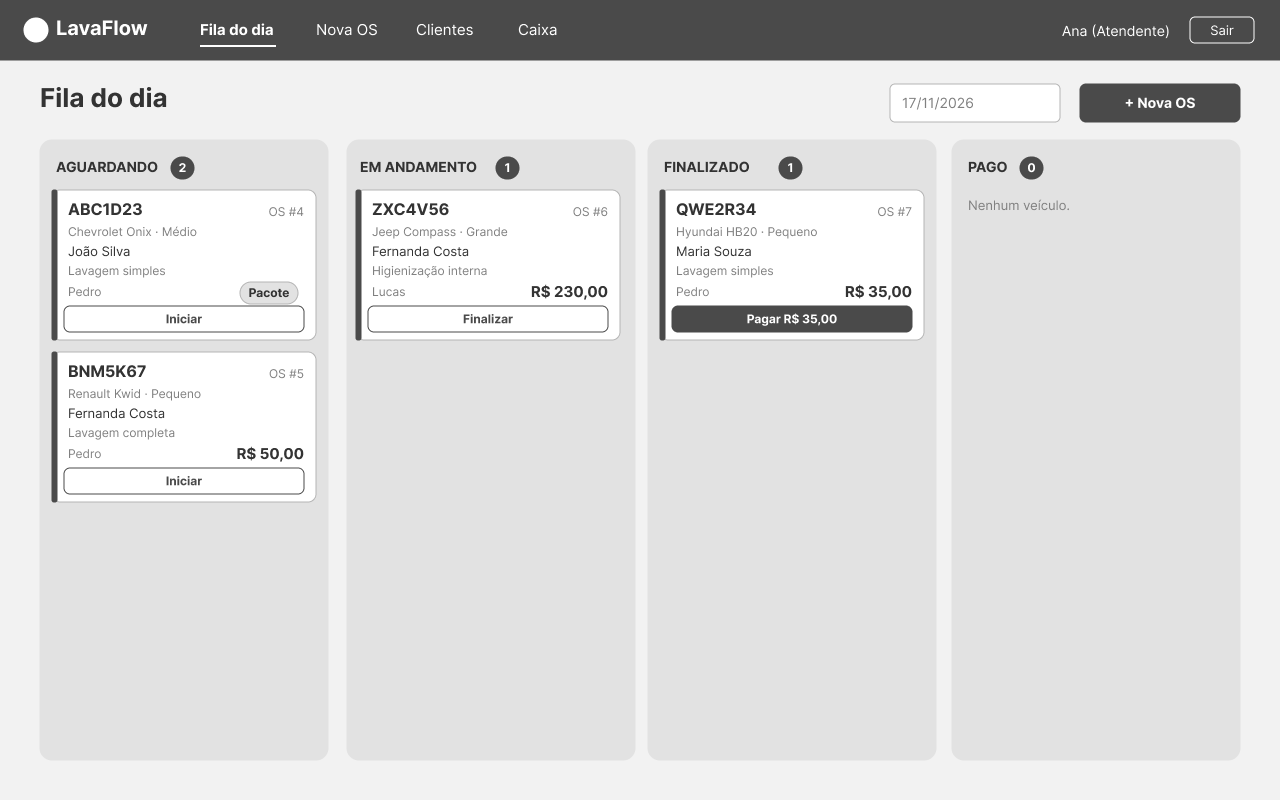 LavaFlow
Fila do dia
Nova OS
Clientes
Caixa
Ana (Atendente)
Sair
Fila do dia
17/11/2026
+ Nova OS
AGUARDANDO 2
ABC1D23 OS #4
Chevrolet Onix · Médio
João Silva
Lavagem simples
Pedro Pacote
Iniciar
BNM5K67 OS #5
Renault Kwid · Pequeno
Fernanda Costa
Lavagem completa
Pedro R$ 50,00
Iniciar
EM ANDAMENTO 1
ZXC4V56 OS #6
Jeep Compass · Grande
Fernanda Costa
Higienização interna
Lucas R$ 230,00
Finalizar
FINALIZADO 1
QWE2R34 OS #7
Hyundai HB20 · Pequeno
Maria Souza
Lavagem simples
Pedro R$ 35,00
Pagar R$ 35,00
PAGO 0
Nenhum veículo.